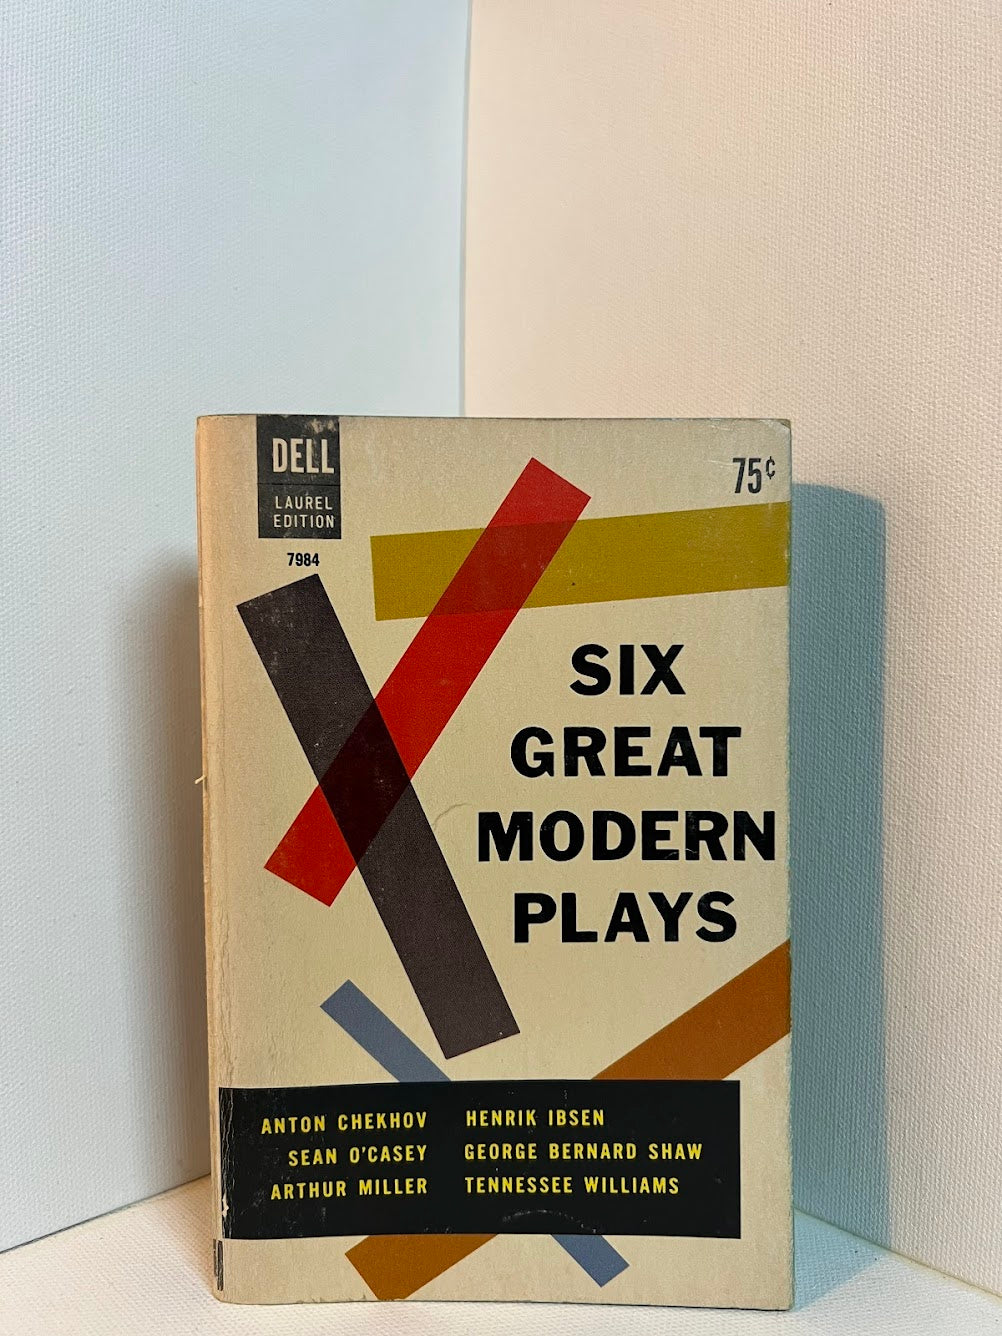 DELL
LAUREL
EDITION
7984
75¢
SIX
GREAT
MODERN
PLAYS
ANTON CHEKHOV
SEAN O'CASEY
ARTHUR MILLER
HENRIK IBSEN
GEORGE BERNARD SHAW
TENNESSEE WILLIAMS